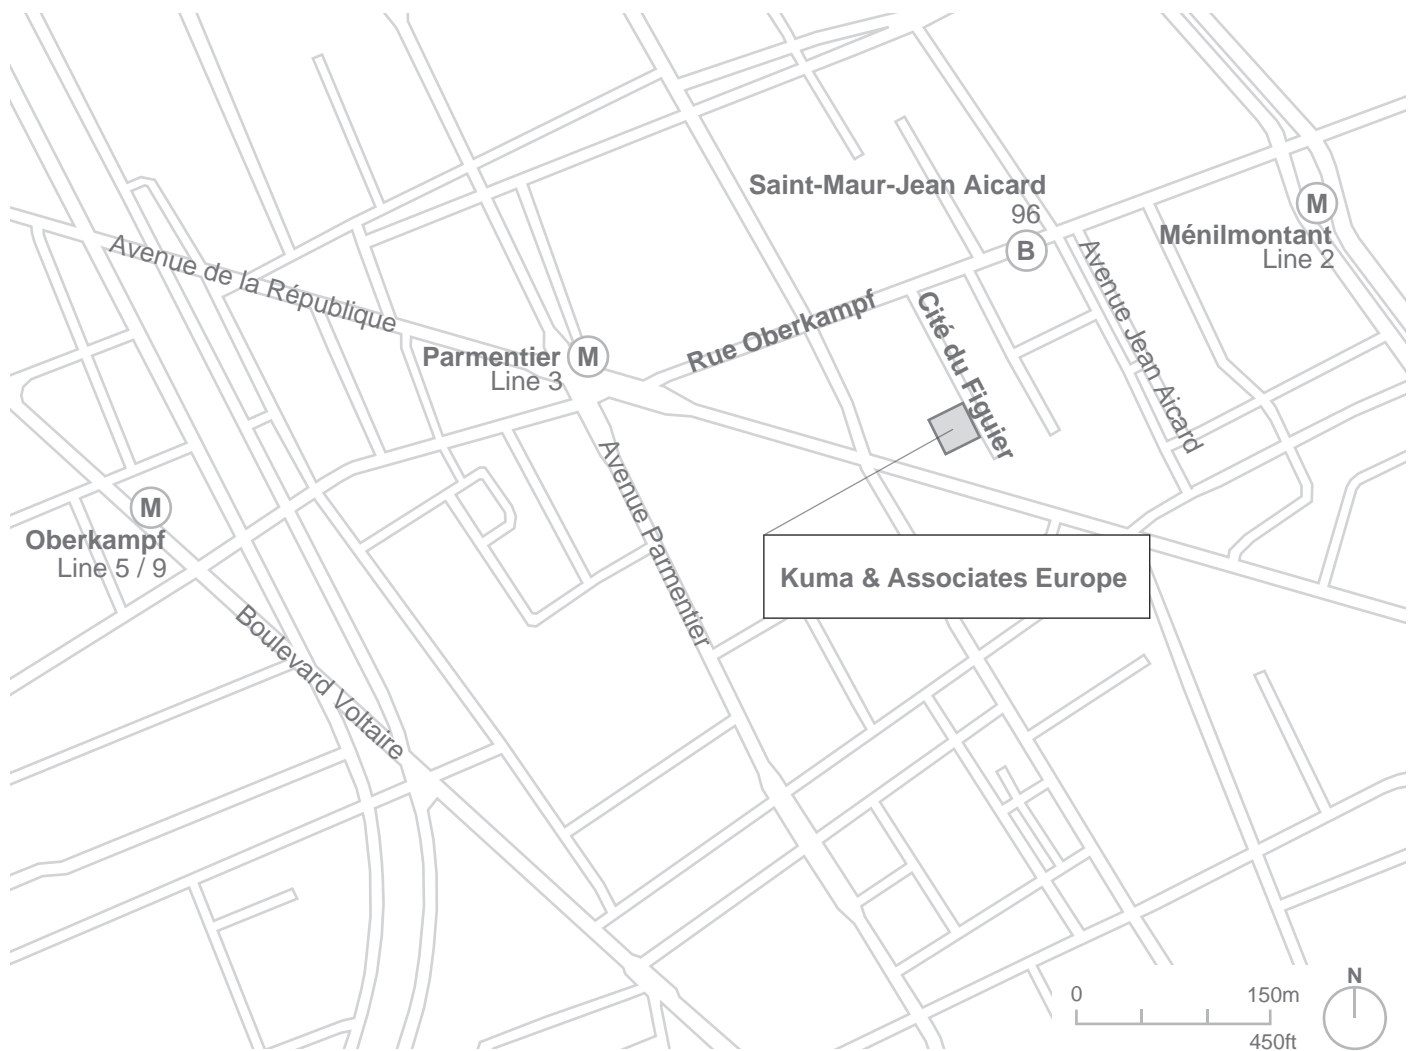 Saint-Maur-Jean Aicard
96
B
M
Ménilmontant
Line 2
Avenue de la République
Parmentier
Line 3
M
Rue Oberkampf
Cité du Figuier
Avenue Jean Aicard
M
Oberkampf
Line 5 / 9
Avenue Parmentier
Kuma & Associates Europe
Boulevard Voltaire
0
150m
450ft
N